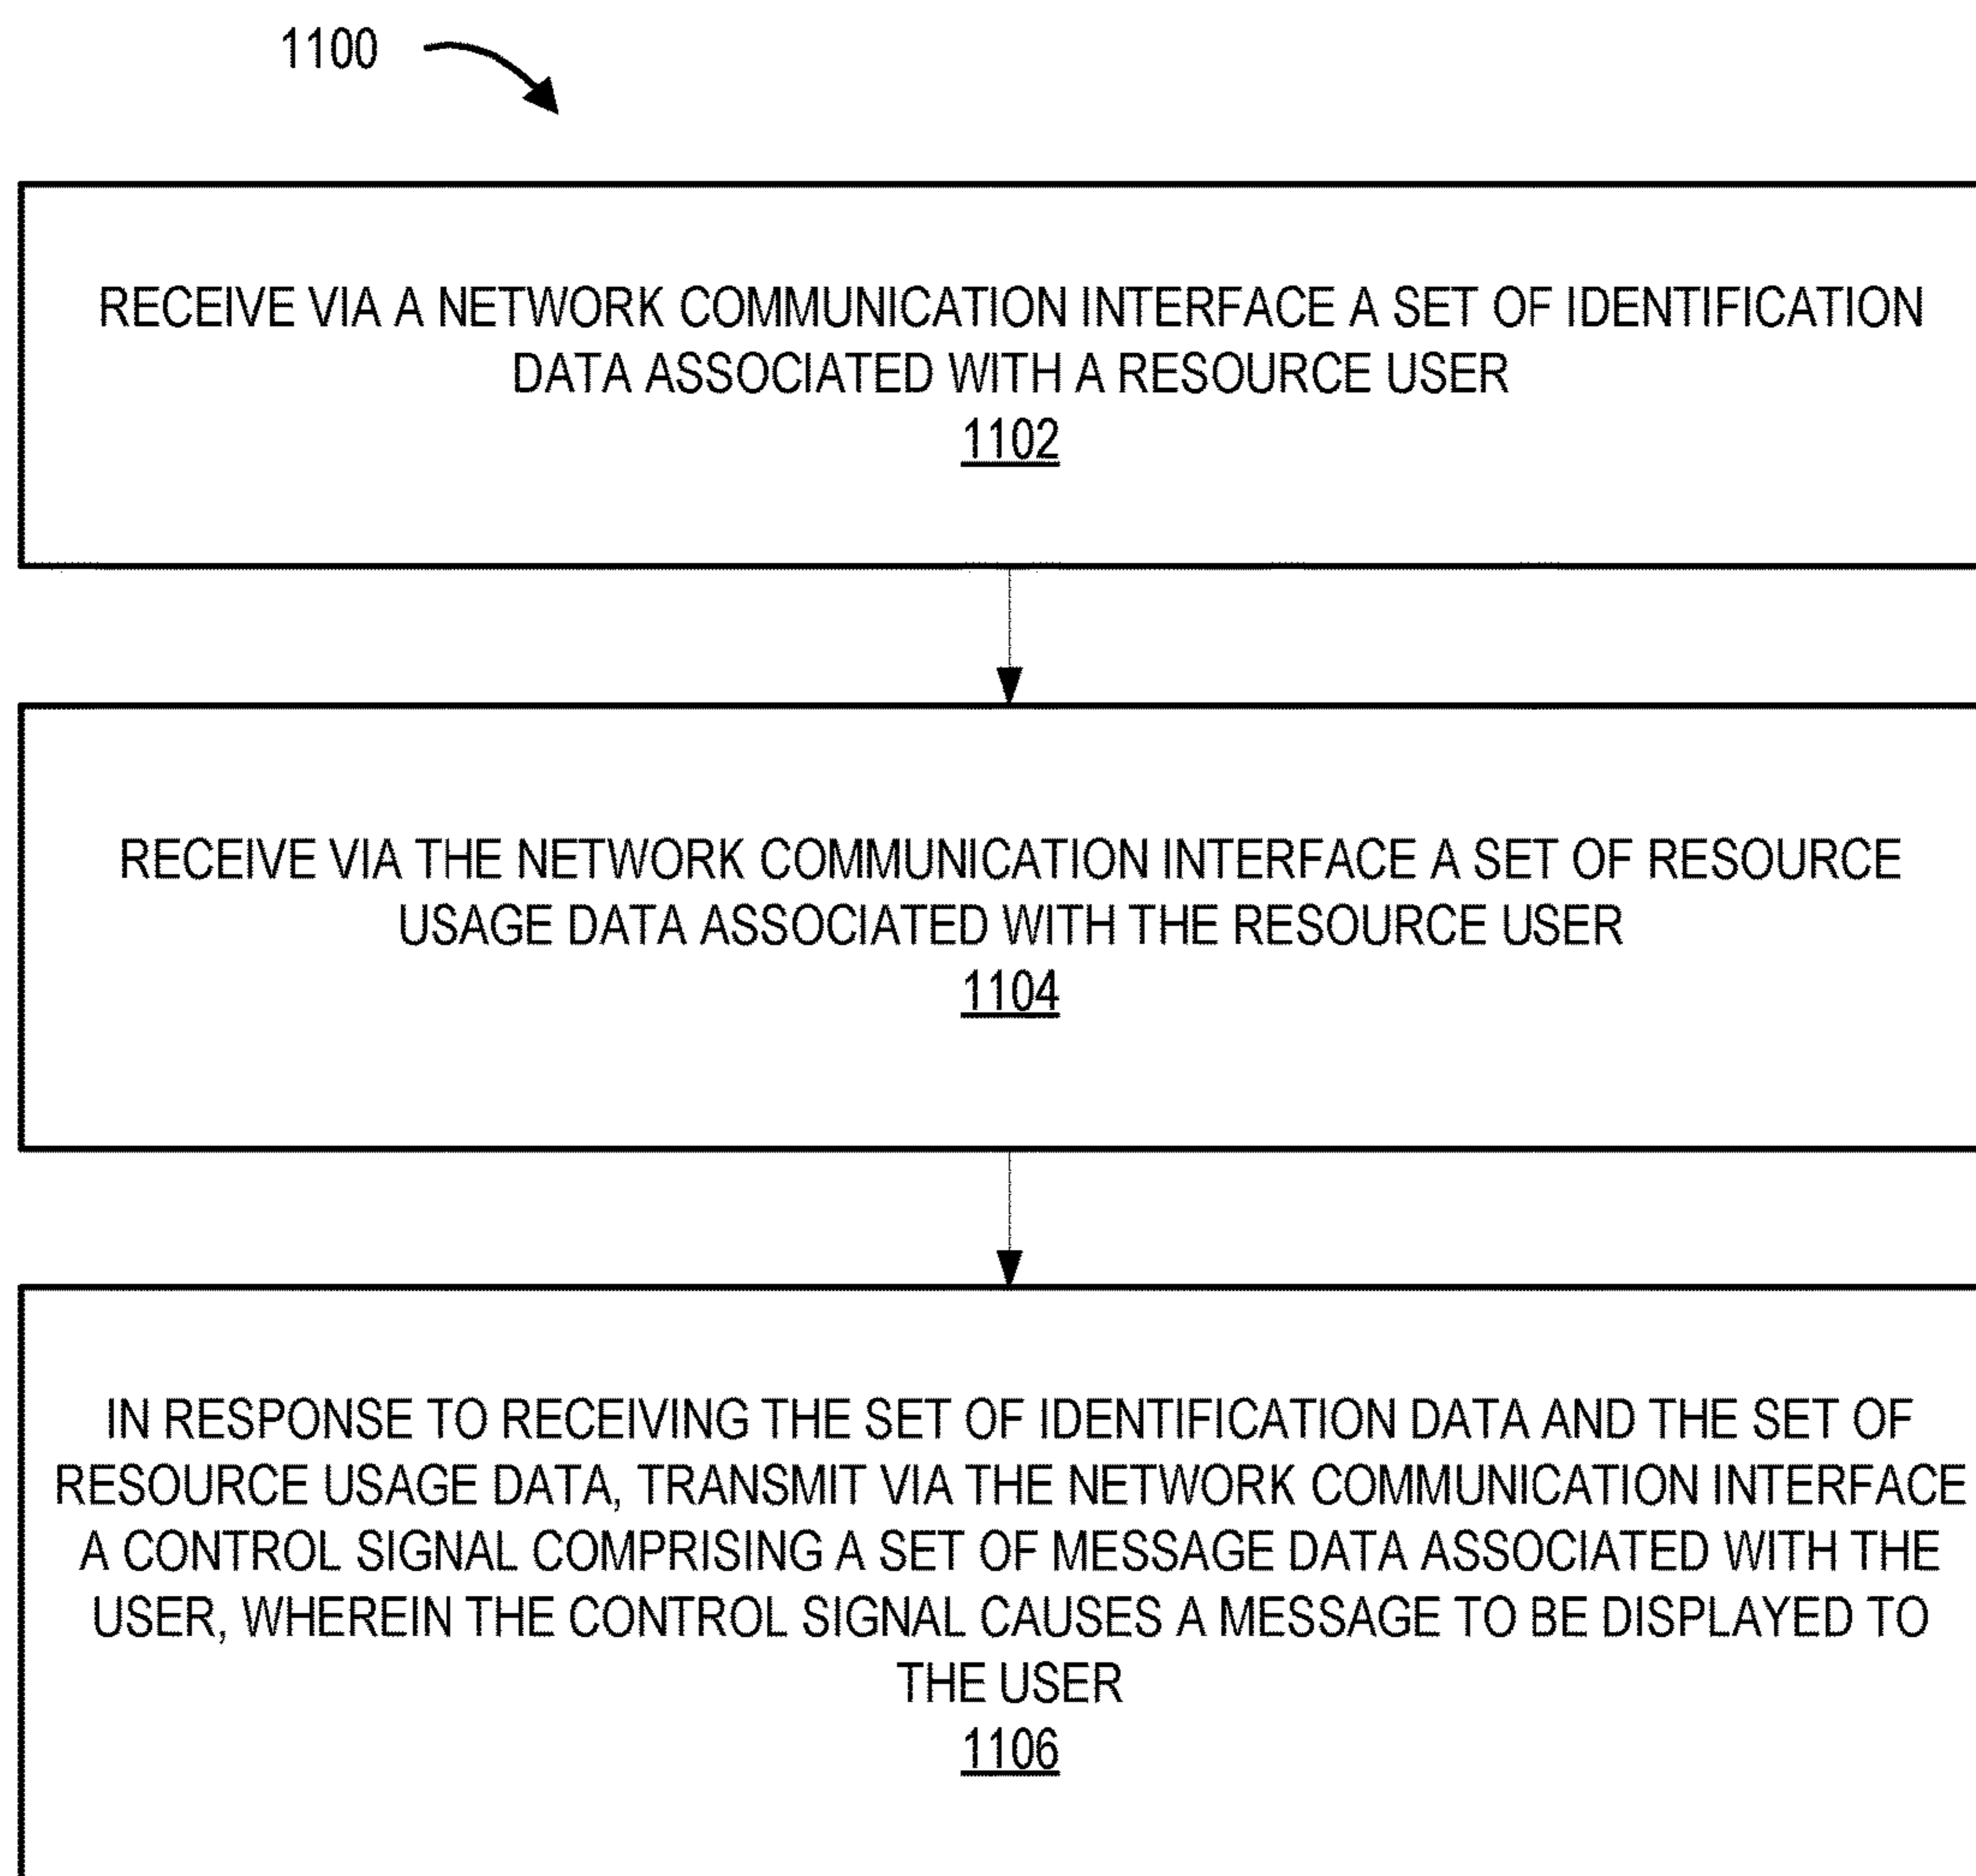 1100
RECEIVE VIA A NETWORK COMMUNICATION INTERFACE A SET OF IDENTIFICATION
DATA ASSOCIATED WITH A RESOURCE USER
1102
RECEIVE VIA THE NETWORK COMMUNICATION INTERFACE A SET OF RESOURCE
USAGE DATA ASSOCIATED WITH THE RESOURCE USER
1104
IN RESPONSE TO RECEIVING THE SET OF IDENTIFICATION DATA AND THE SET OF
RESOURCE USAGE DATA, TRANSMIT VIA THE NETWORK COMMUNICATION INTERFACE
A CONTROL SIGNAL COMPRISING A SET OF MESSAGE DATA ASSOCIATED WITH THE
USER, WHEREIN THE CONTROL SIGNAL CAUSES A MESSAGE TO BE DISPLAYED TO
THE USER
1106